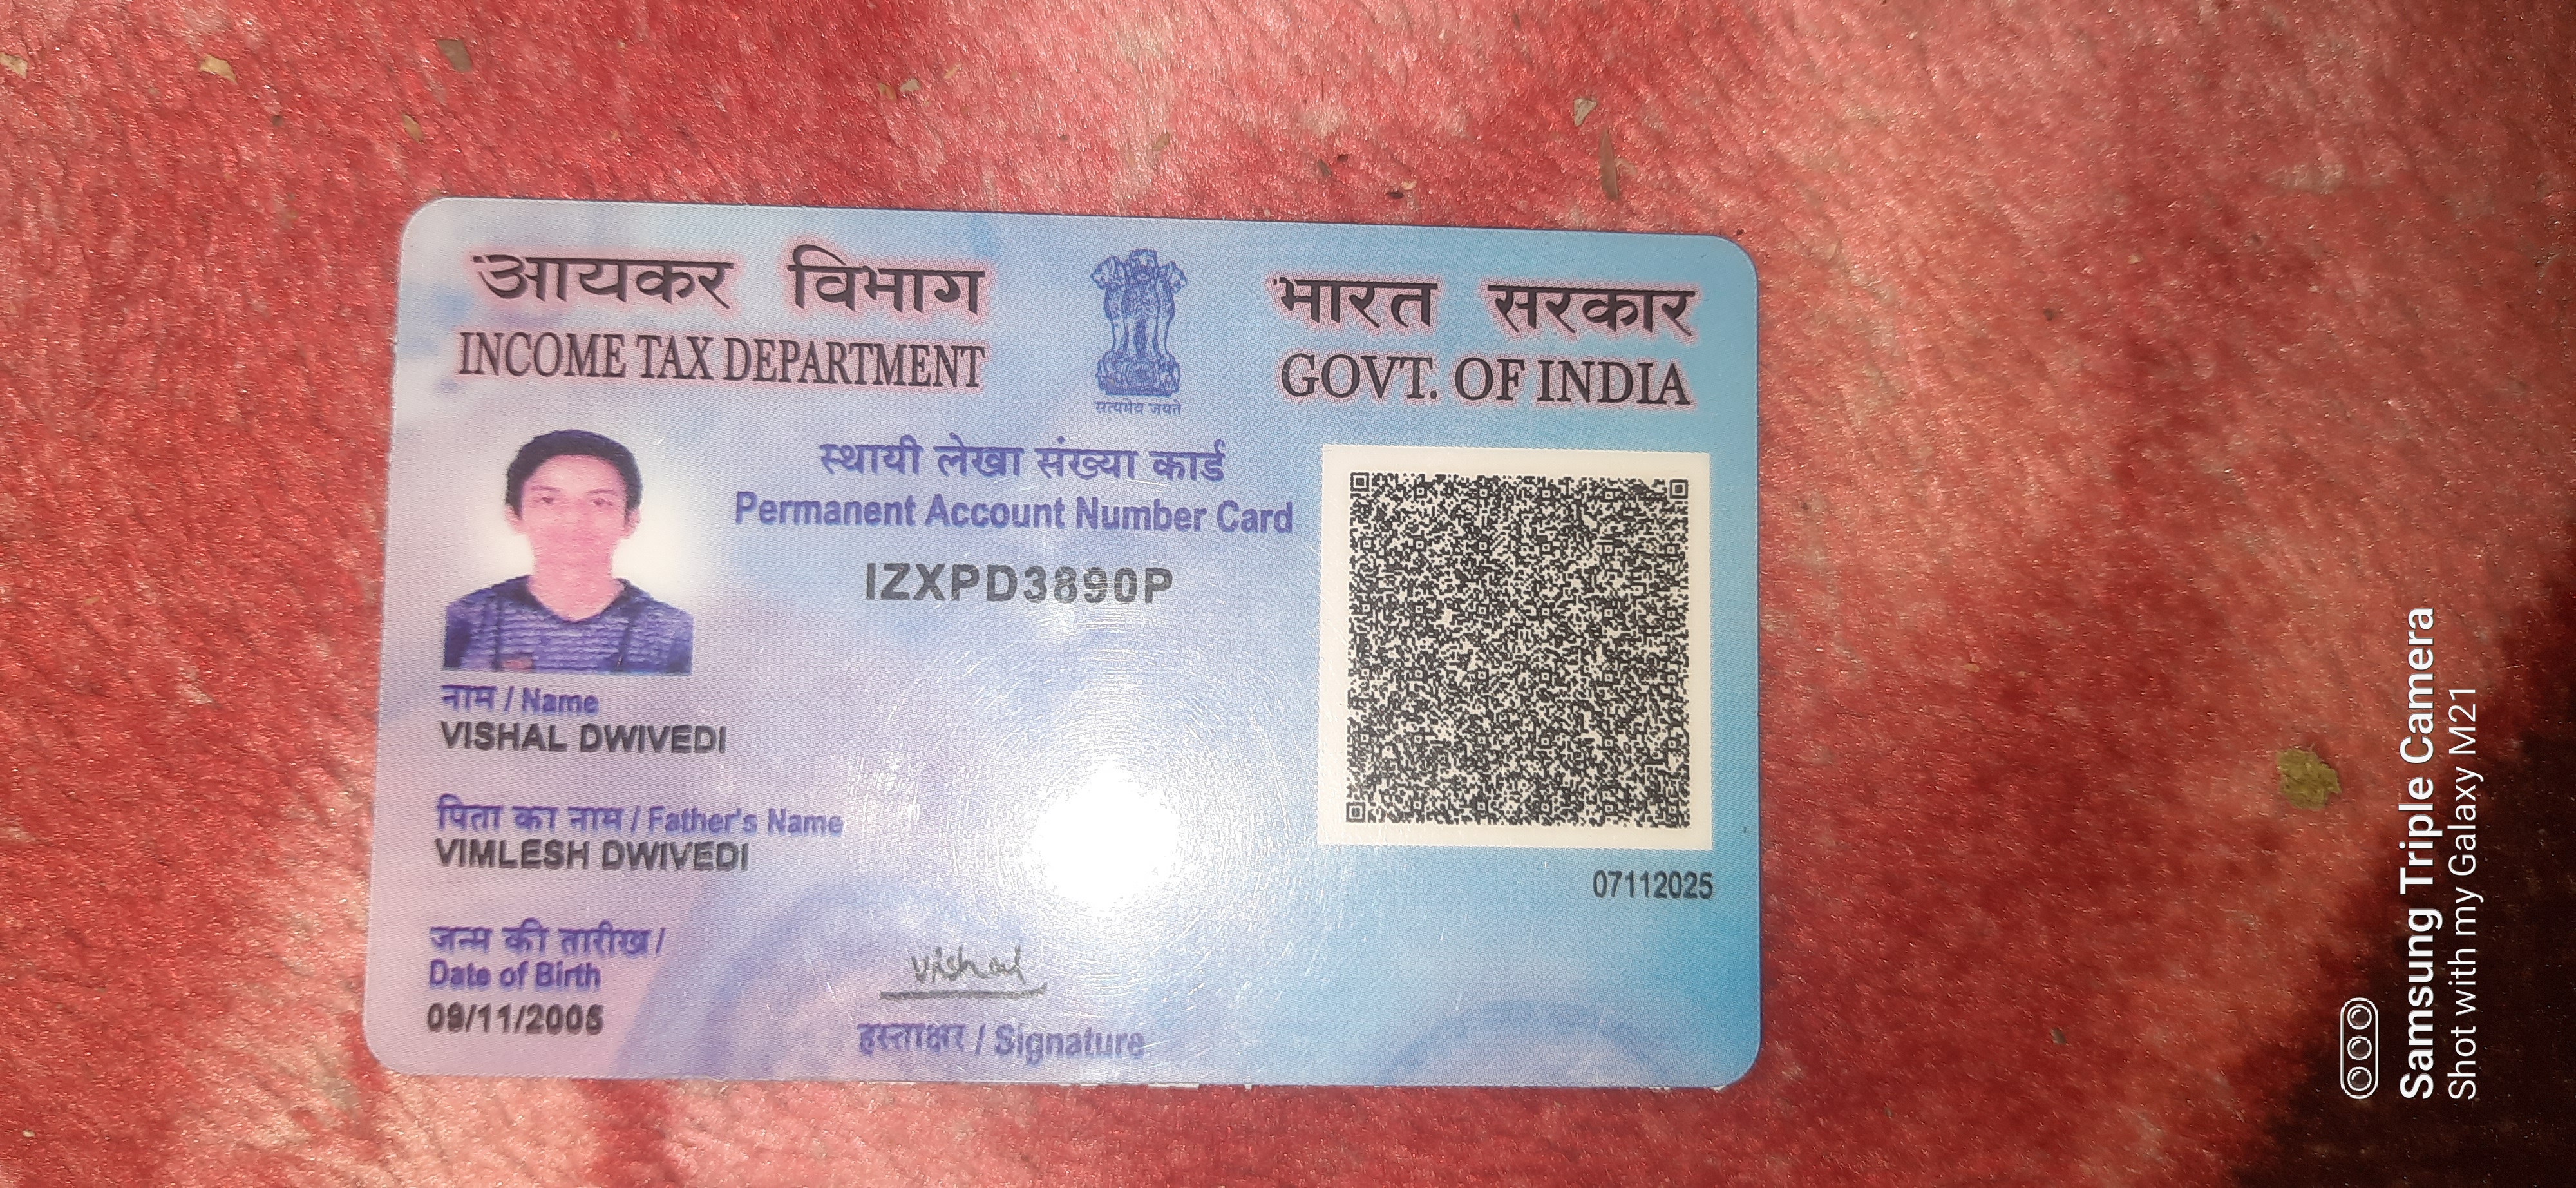 आयकर विभाग
INCOME TAX DEPARTMENT
सत्यमेव जयते
भारत सरकार
GOVT. OF INDIA
स्थायी लेखा संख्या कार्ड
Permanent Account Number Card
IZXPD3890P
नाम / Name
VISHAL DWIVEDI
पिता का नाम / Father's Name
VIMLESH DWIVEDI
जन्म की तारीख /
Date of Birth
09/11/2005
vishal
हस्ताक्षर / Signature
07112025
Samsung Triple Camera
Shot with my Galaxy M21